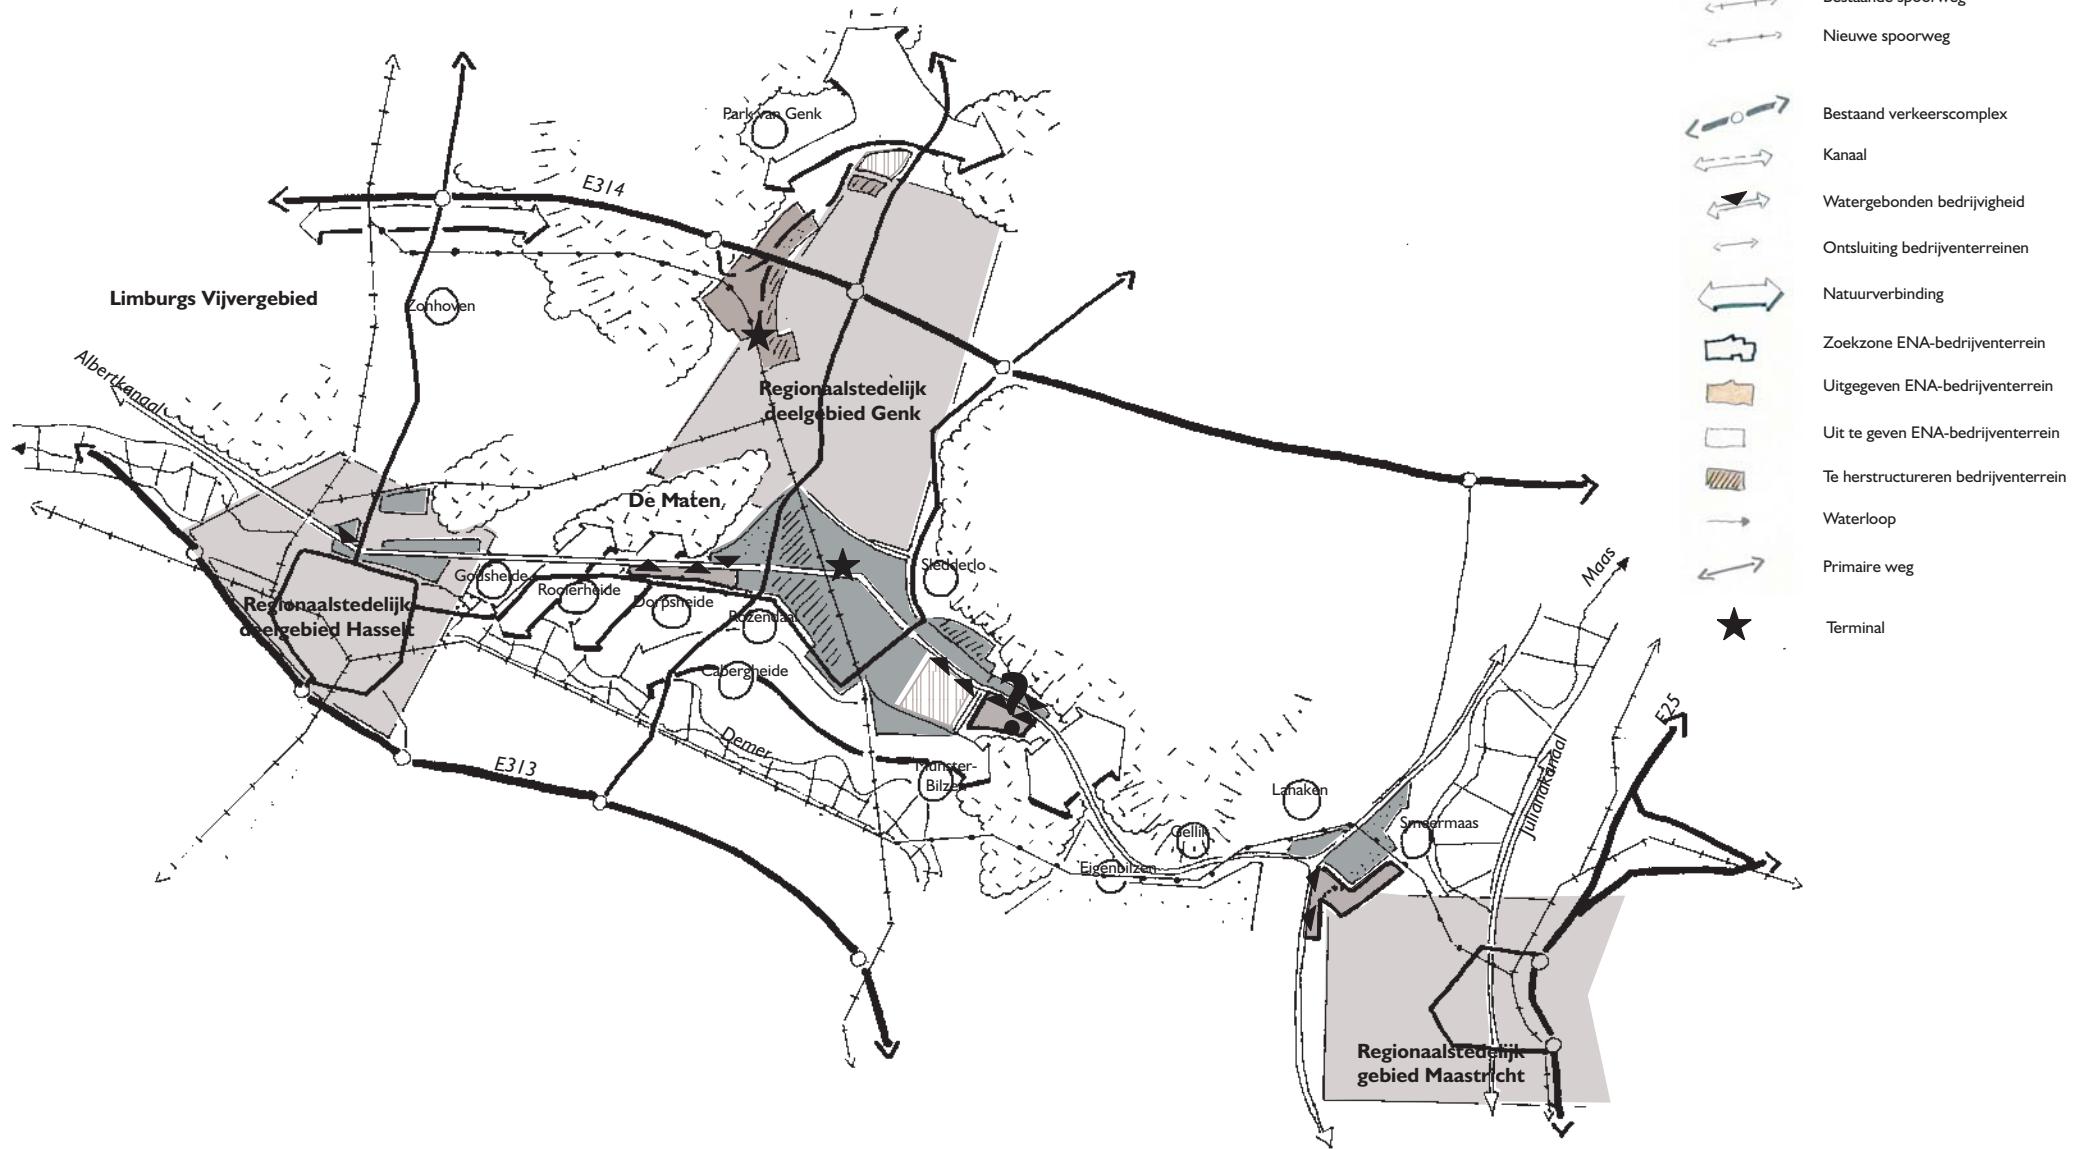 Bestaande spoorweg
Nieuwe spoorweg
Bestaand verkeerscomplex
Kanaal
Watergebonden bedrijvigheid
Ontsluiting bedrijventerreinen
Natuurverbinding
Zoekzone ENA-bedrijventerrein
Uitgegeven ENA-bedrijventerrein
Uit te geven ENA-bedrijventerrein
Te herstructureren bedrijventerrein
Waterloop
Primaire weg
Terminal
Park van Genk
E314
Limburgs Vijvergebied
Zonhoven
Albertkanaal
Regionaalstedelijk
deelgebied Genk
De Maten
Sledderlo
Godsheide
Rooierheide
Dorpsheide
Rozendaal
Regionaalstedelijk
deelgebied Hasselt
Cabergheide
Demer
E313
Munster-
Bilzen
?
Maas
E25
Julianakanaal
Lanaken
Smeermaas
Gellik
Eigenbilzen
Regionaalstedelijk
gebied Maastricht